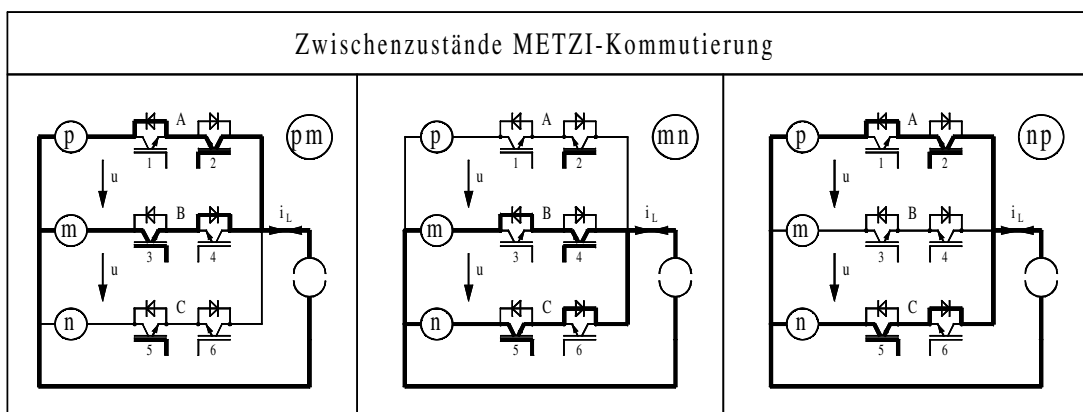 Zwischenzustände METZI-Kommutierung
p A pm
1 2
u
m B i_L
3 4
u
n C
5 6
p A mn
1 2
u
m B i_L
3 4
u
n C
5 6
p A np
1 2
u
m B i_L
3 4
u
n C
5 6